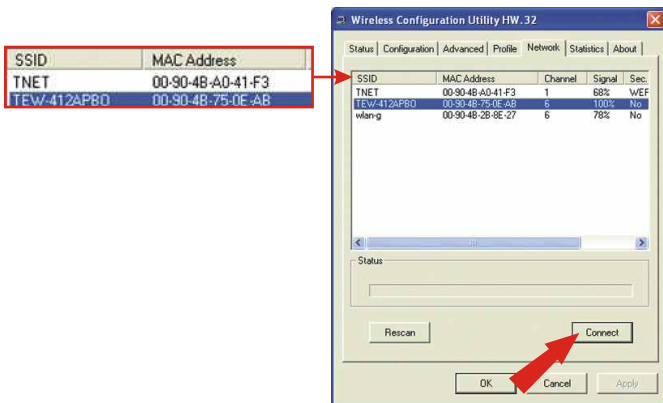 SSID MAC Address
TNET 00-90-4B-A0-41-F3
TEW-412APBO 00-90-4B-75-0E-AB
Wireless Configuration Utility HW.32
Status Configuration Advanced Profile Network Statistics About
SSID MAC Address Channel Signal Sec.
TNET 00-90-4B-A0-41-F3 1 68% WEF
TEW-412APBO 00-90-4B-75-0E-AB 6 100% No
wlan-g 00-90-4B-2B-8E-27 6 78% No
Status
Rescan Connect
OK Cancel Apply